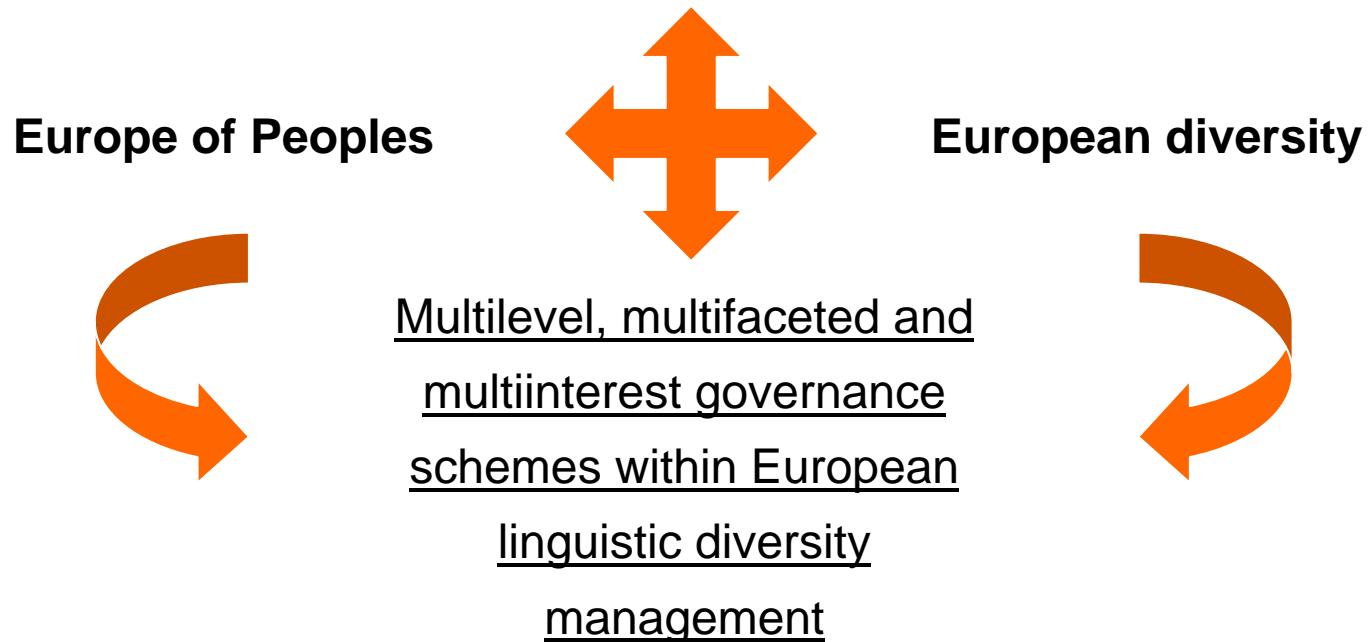 Europe of Peoples
European diversity
Multilevel, multifaceted and
multiinterest governance
schemes within European
linguistic diversity
management